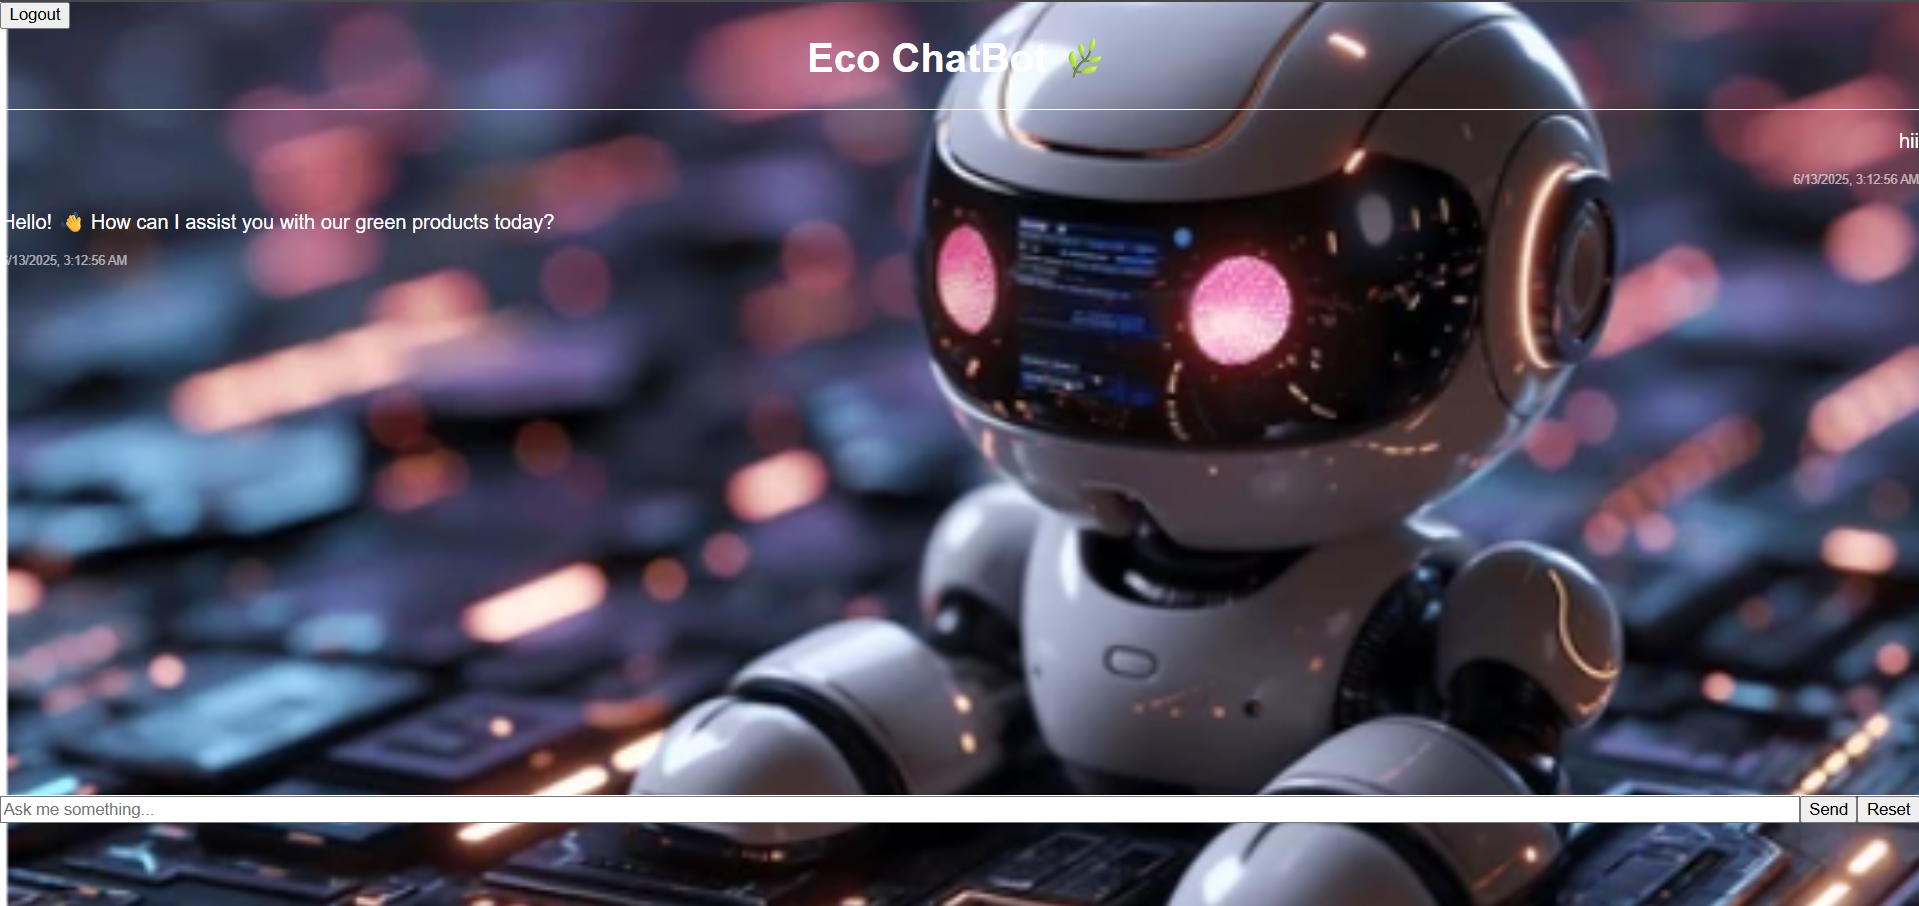 Logout
Eco ChatBot 🌿
hii
6/13/2025, 3:12:56 AM
Hello! 👋 How can I assist you with our green products today?
/13/2025, 3:12:56 AM
Ask me something...
Send
Reset